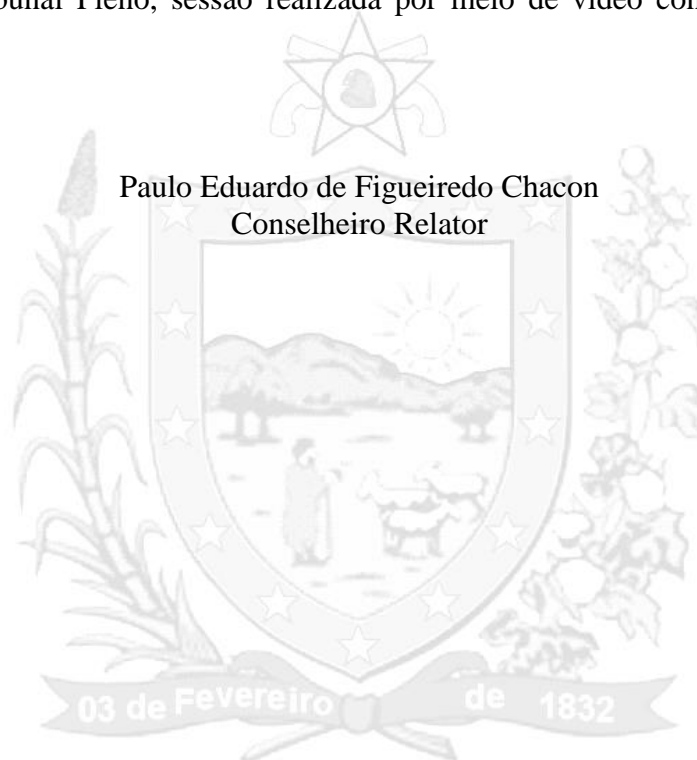 Tribunal Pleno, sessão realizada por meio de vídeo con
Paulo Eduardo de Figueiredo Chacon
Conselheiro Relator
03 de Fevereiro de 1832